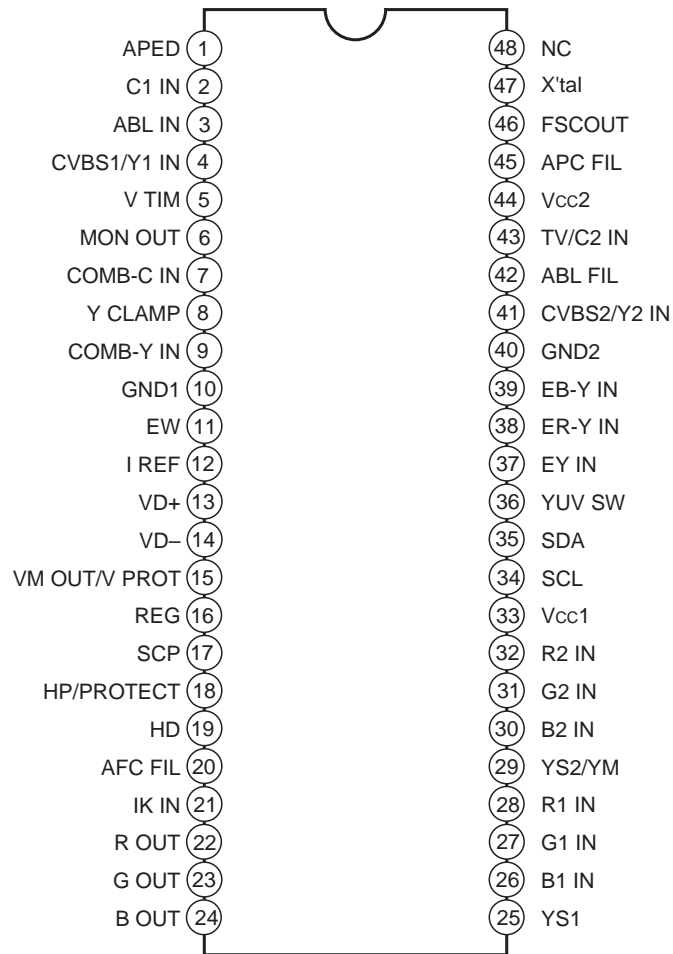 APED 1 48 NC
C1 IN 2 47 X'tal
ABL IN 3 46 FSCOUT
CVBS1/Y1 IN 4 45 APC FIL
V TIM 5 44 Vcc2
MON OUT 6 43 TV/C2 IN
COMB-C IN 7 42 ABL FIL
Y CLAMP 8 41 CVBS2/Y2 IN
COMB-Y IN 9 40 GND2
GND1 10 39 EB-Y IN
EW 11 38 ER-Y IN
I REF 12 37 EY IN
VD+ 13 36 YUV SW
VD– 14 35 SDA
VM OUT/V PROT 15 34 SCL
REG 16 33 Vcc1
SCP 17 32 R2 IN
HP/PROTECT 18 31 G2 IN
HD 19 30 B2 IN
AFC FIL 20 29 YS2/YM
IK IN 21 28 R1 IN
R OUT 22 27 G1 IN
G OUT 23 26 B1 IN
B OUT 24 25 YS1